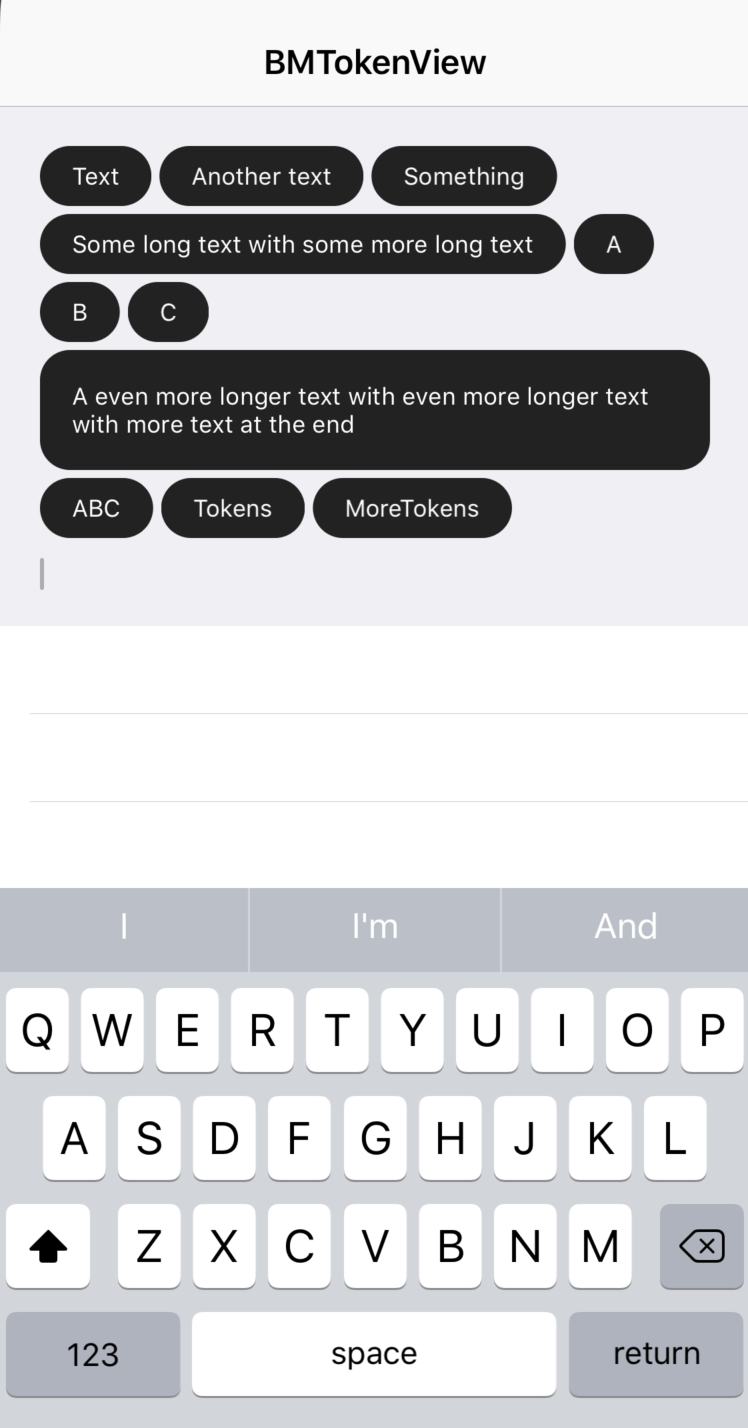 BMTokenView
Text Another text Something
Some long text with some more long text A
B C
A even more longer text with even more longer text
with more text at the end
ABC Tokens MoreTokens
I I'm And
Q W E R T Y U I O P
A S D F G H J K L
Z X C V B N M
123 space return